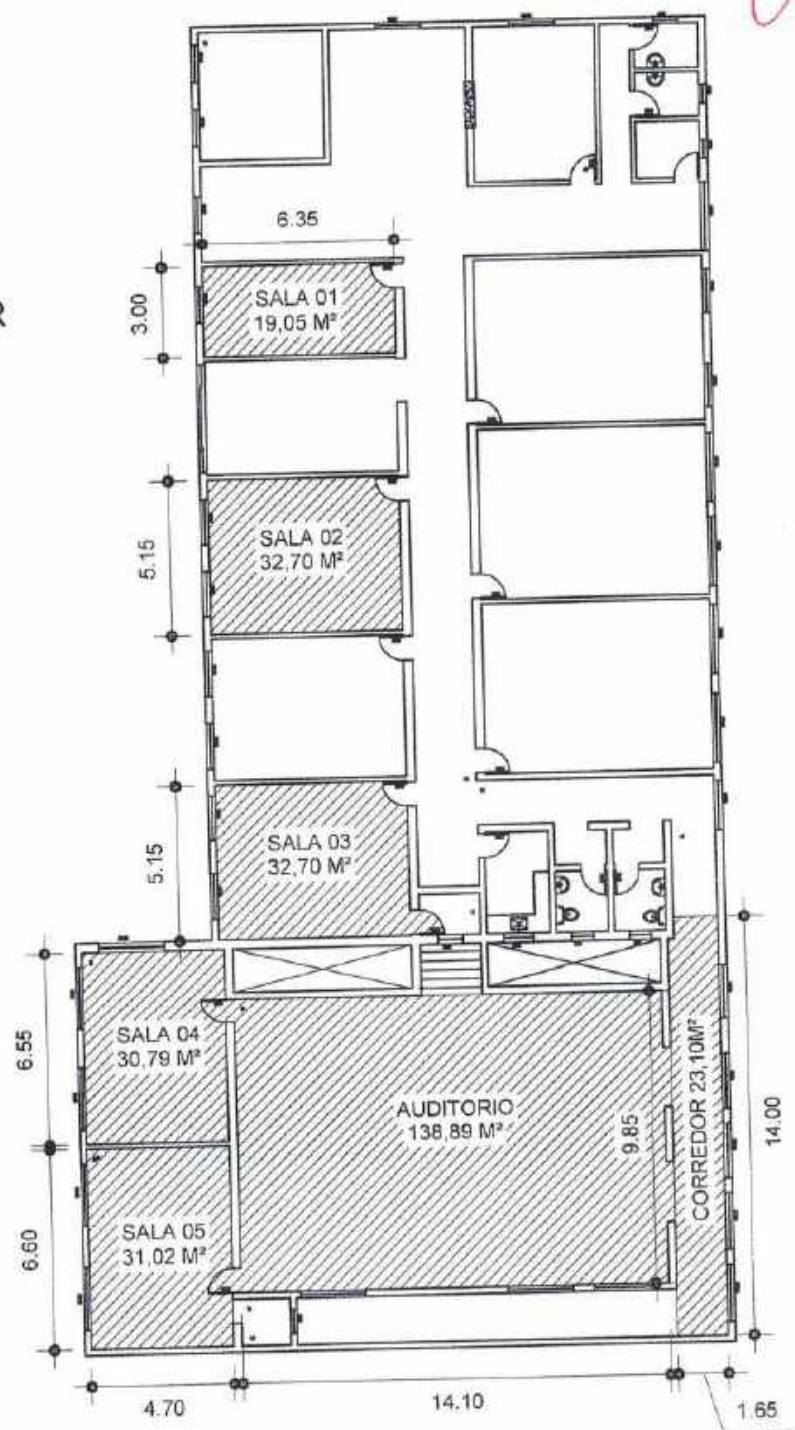 6.35
3.00
SALA 01
19,05 M²
5.15
SALA 02
32,70 M²
5.15
SALA 03
32,70 M²
6.55
SALA 04
30,79 M²
AUDITORIO
138,89 M²
9.85
CORREDOR 23,10M²
14.00
6.60
SALA 05
31,02 M²
4.70
14.10
1.65